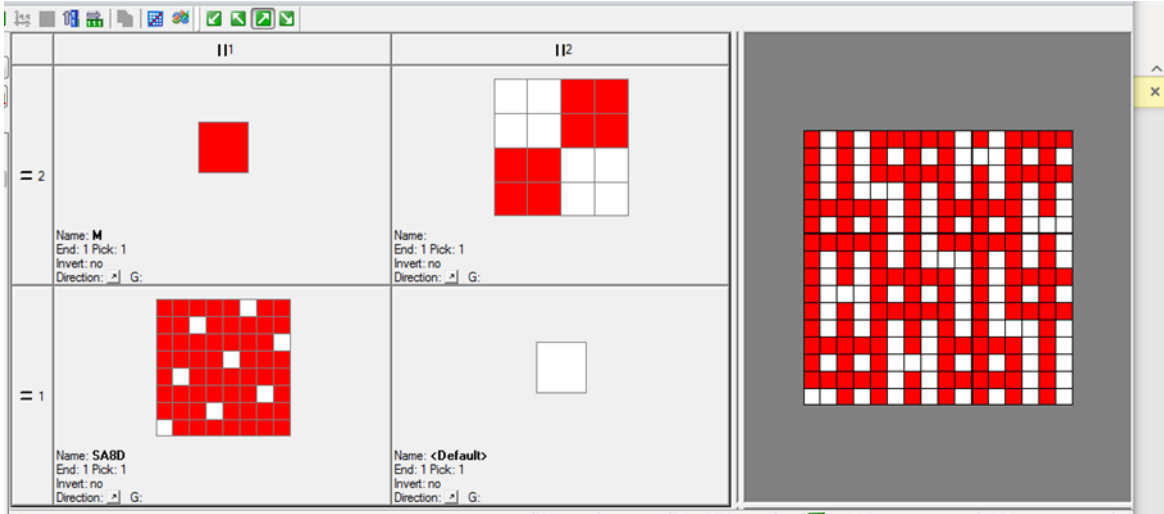 ||1
||2
= 2
Name: M
End: 1 Pick: 1
Invert: no
Direction: G:
Name:
End: 1 Pick: 1
Invert: no
Direction: G:
= 1
Name: SA8D
End: 1 Pick: 1
Invert: no
Direction: G:
Name: <Default>
End: 1 Pick: 1
Invert: no
Direction: G: